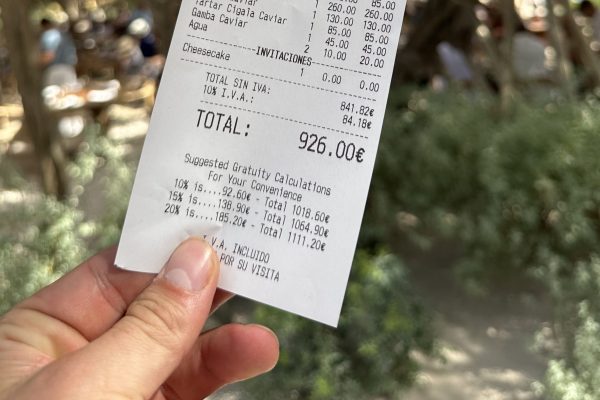 Caviar 1 260.00 260.00
Tartar Cigala Caviar 1 130.00 130.00
Gamba Caviar 1 85.00 85.00
1 45.00 45.00
Agua 2 10.00 20.00
INVITACIONES
Cheesecake 1 0.00 0.00
TOTAL SIN IVA: 841.82€
10% I.V.A.: 84.18€
TOTAL: 926.00€
Suggested Gratuity Calculations
For Your Convenience
10% is....92.60€ - Total 1018.60€
15% is....138.90€ - Total 1064.90€
20% is....185.20€ - Total 1111.20€
I.V.A. INCLUIDO
POR SU VISITA